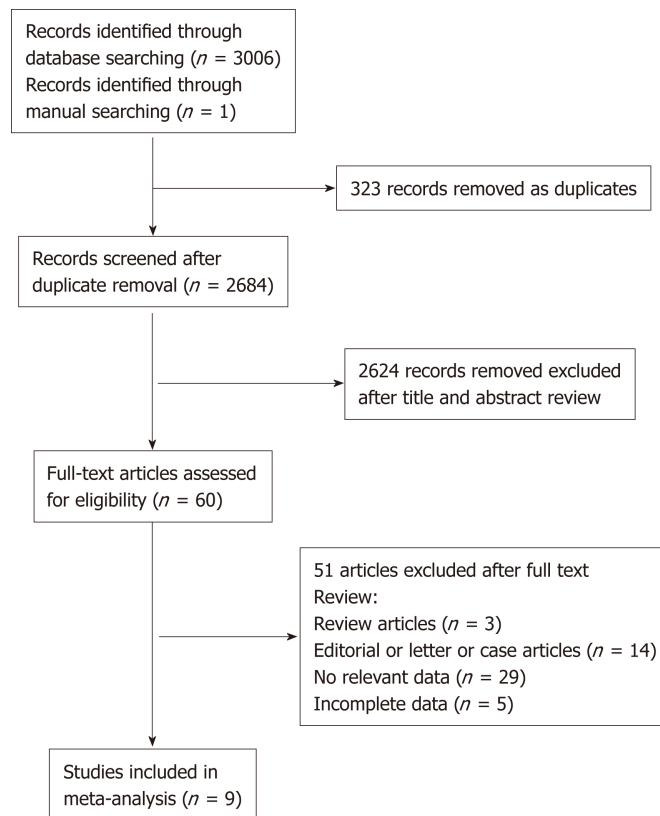 Records identified through
database searching (n = 3006)
Records identified through
manual searching (n = 1)
323 records removed as duplicates
Records screened after
duplicate removal (n = 2684)
2624 records removed excluded
after title and abstract review
Full-text articles assessed
for eligibility (n = 60)
51 articles excluded after full text
Review:
Review articles (n = 3)
Editorial or letter or case articles (n = 14)
No relevant data (n = 29)
Incomplete data (n = 5)
Studies included in
meta-analysis (n = 9)